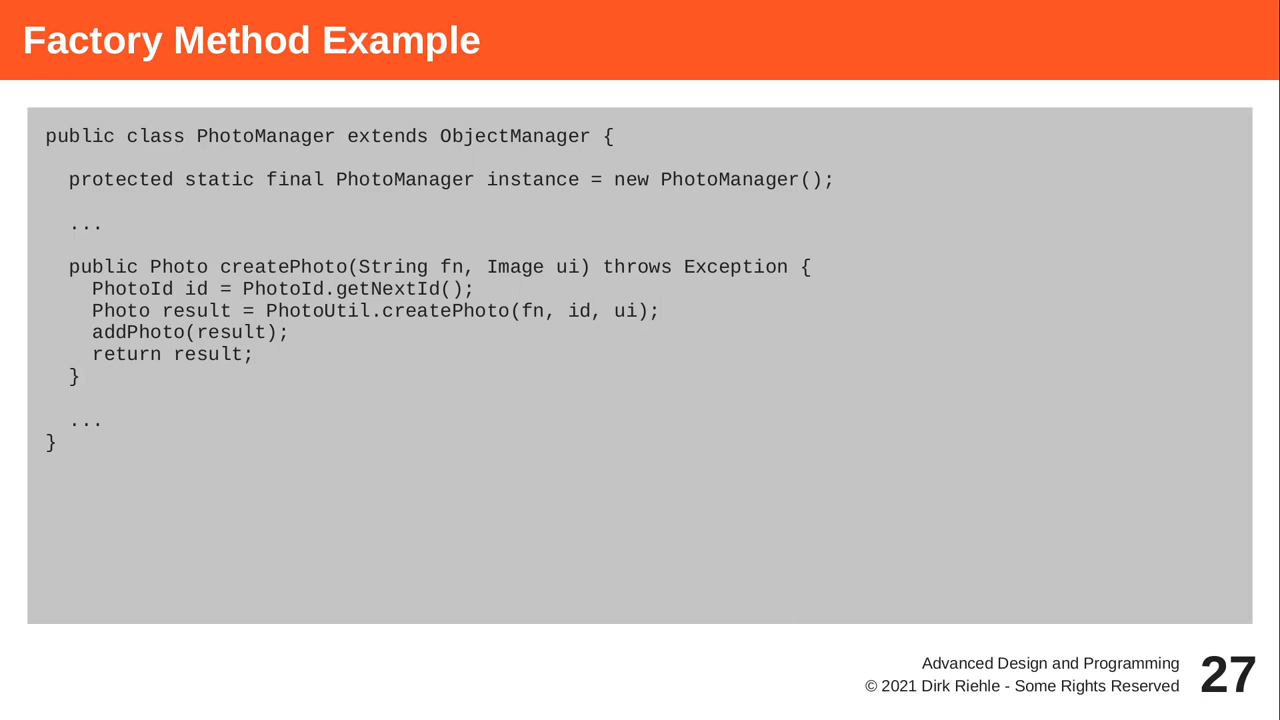 Factory Method Example
public class PhotoManager extends ObjectManager {
  protected static final PhotoManager instance = new PhotoManager();
  ...
  public Photo createPhoto(String fn, Image ui) throws Exception {
    PhotoId id = PhotoId.getNextId();
    Photo result = PhotoUtil.createPhoto(fn, id, ui);
    addPhoto(result);
    return result;
  }
  ...
}
Advanced Design and Programming
© 2021 Dirk Riehle - Some Rights Reserved
27